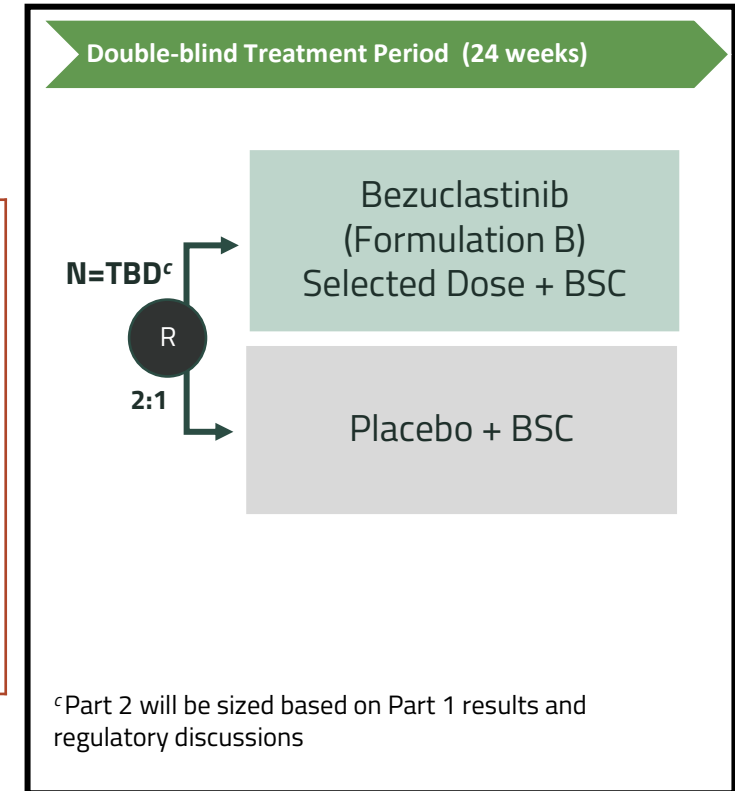 Double-blind Treatment Period (24 weeks)
Bezuclastinib
(Formulation B)
Selected Dose + BSC
N=TBDᶜ
R
2:1
Placebo + BSC
ᶜPart 2 will be sized based on Part 1 results and
regulatory discussions